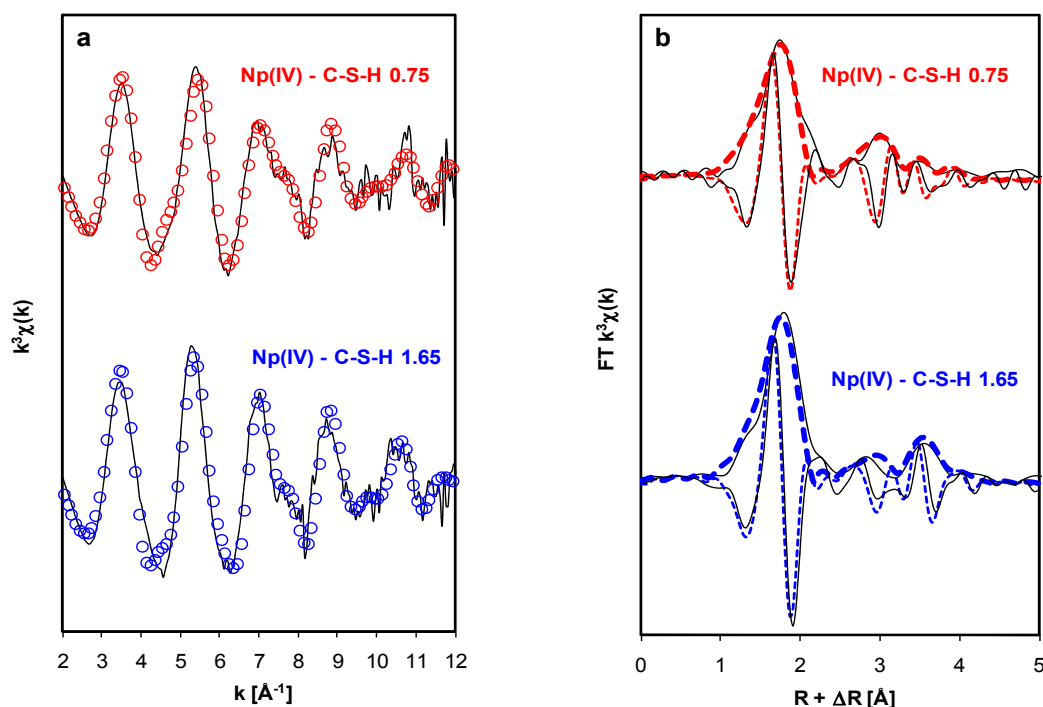 a
Np(IV) - C-S-H 0.75
Np(IV) - C-S-H 1.65
k³χ(k)
2 3 4 5 6 7 8 9 10 11 12
k [Å⁻¹]
b
Np(IV) - C-S-H 0.75
Np(IV) - C-S-H 1.65
FT k³χ(k)
0 1 2 3 4 5
R + ΔR [Å]